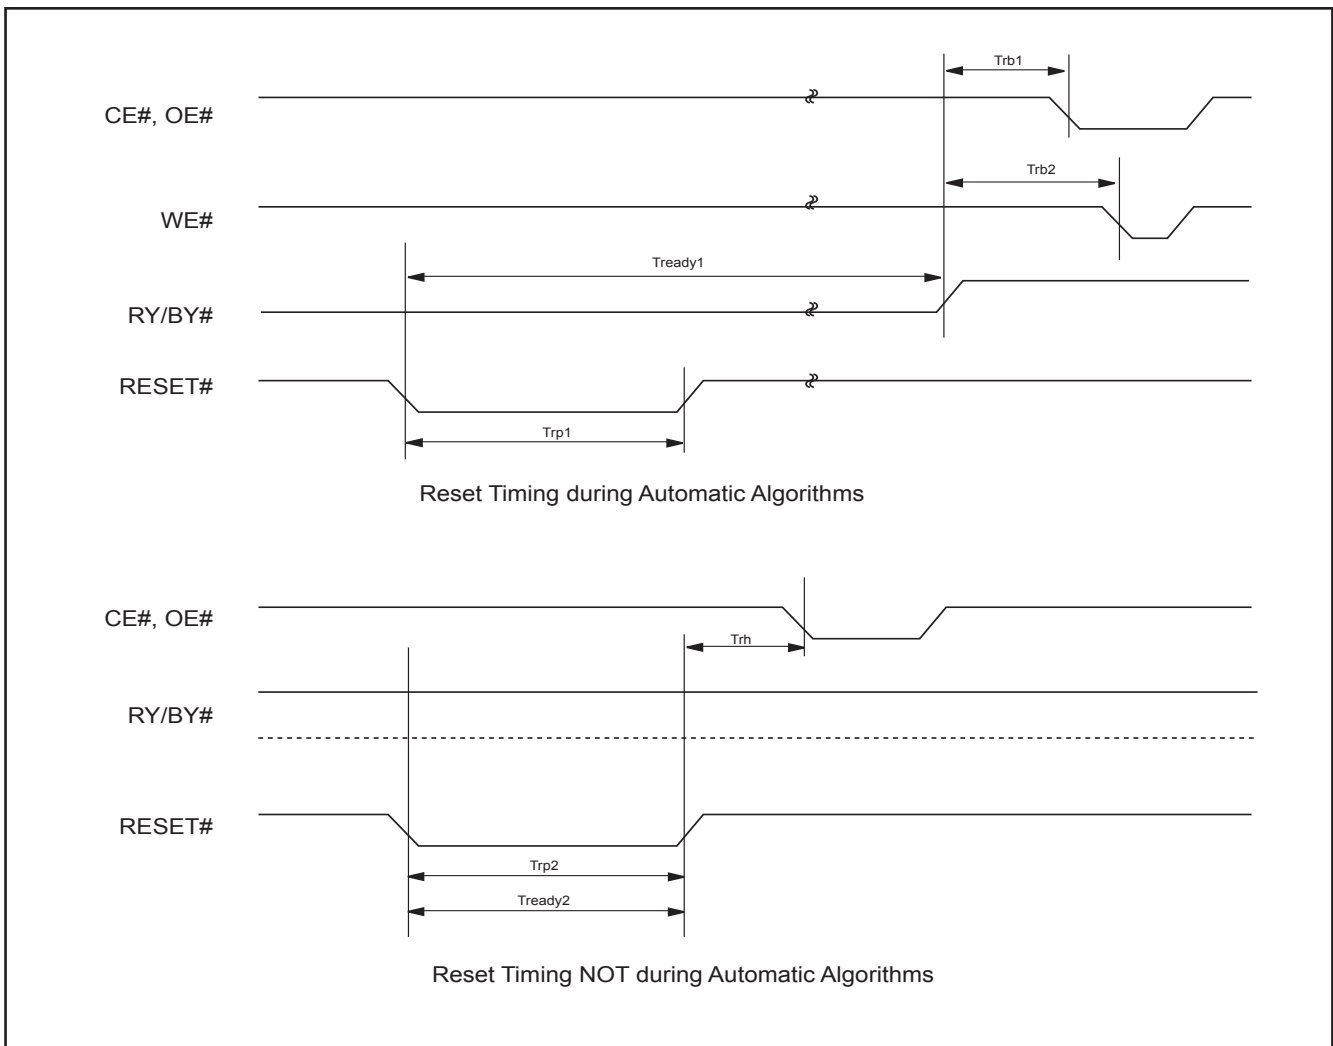 Trb1
CE#, OE#
Trb2
WE#
Tready1
RY/BY#
RESET#
Trp1
Reset Timing during Automatic Algorithms
CE#, OE#
Trh
RY/BY#
RESET#
Trp2
Tready2
Reset Timing NOT during Automatic Algorithms